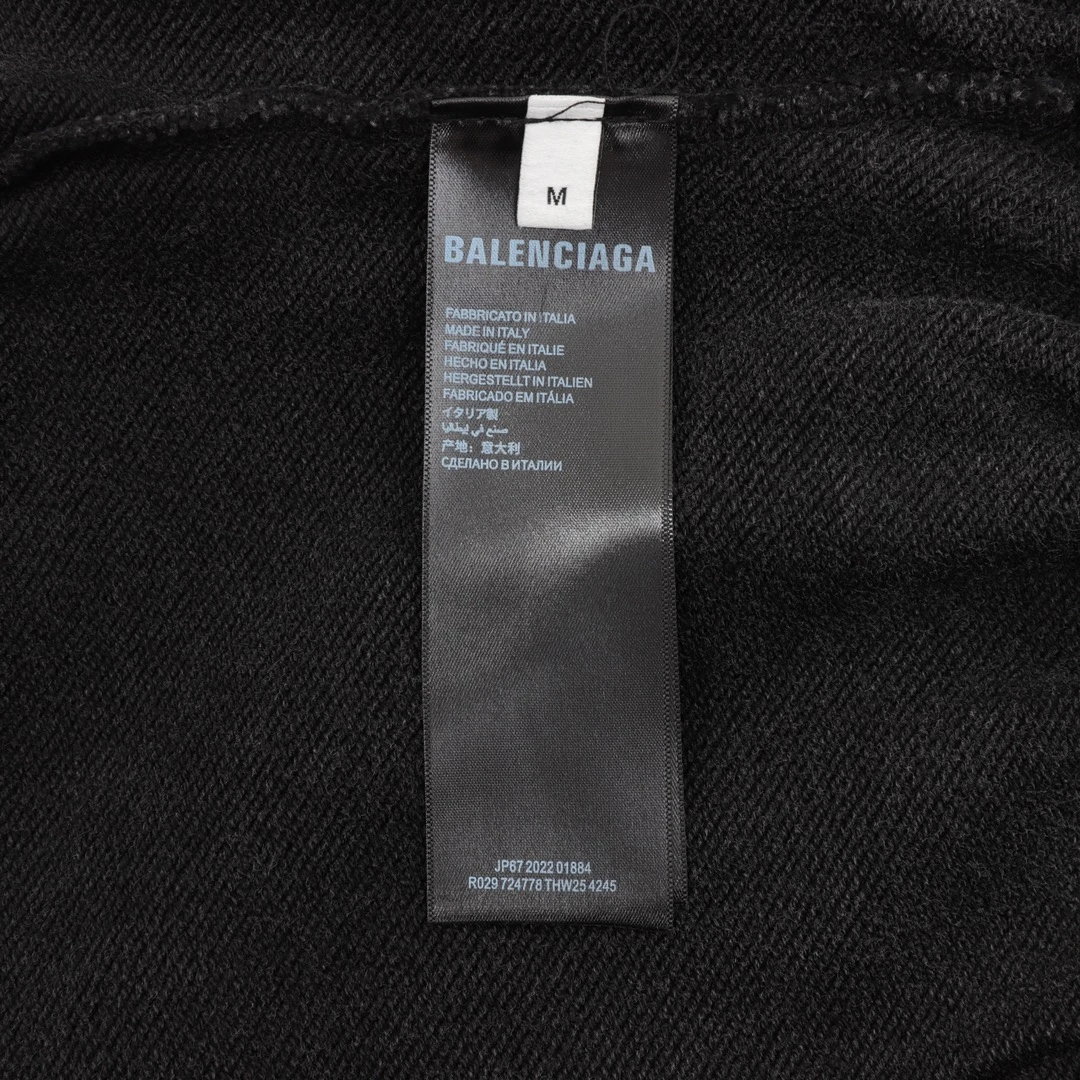 M
BALENCIAGA
FABBRICATO IN ITALIA
MADE IN ITALY
FABRIQUÉ EN ITALIE
HECHO EN ITALIA
HERGESTELLT IN ITALIEN
FABRICADO EM ITÁLIA
イタリア製
صنع في إيطاليا
产地：意大利
СДЕЛАНО В ИТАЛИИ
JP67 2022 01884
R029 724778 THW25 4245